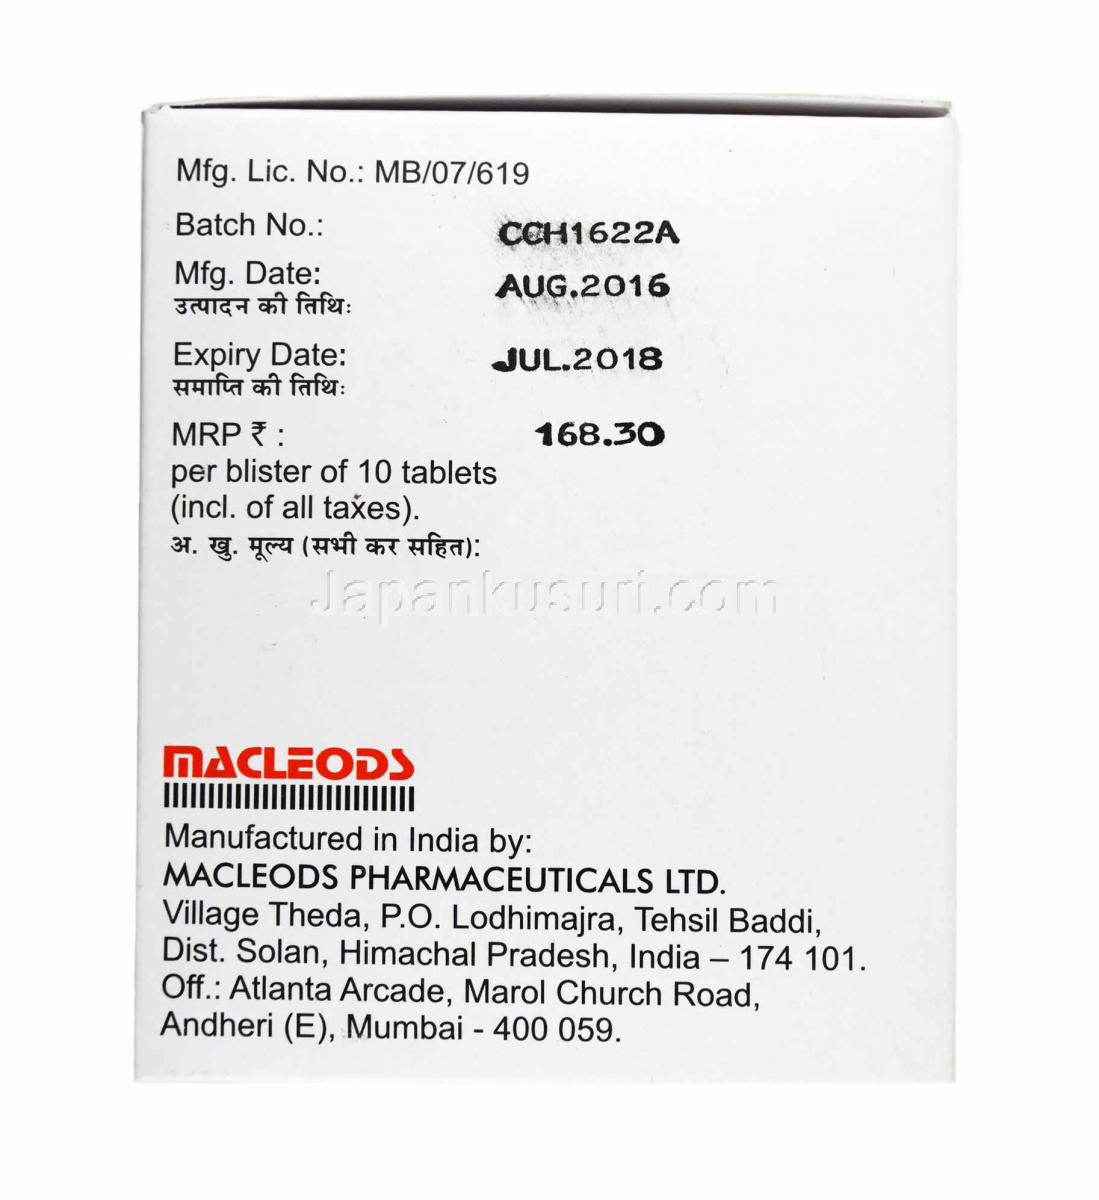 Mfg. Lic. No.: MB/07/619
Batch No.: CCH1622A
Mfg. Date: AUG.2016
उत्पादन की तिथिः
Expiry Date: JUL.2018
समाप्ति की तिथिः
MRP ₹ : 168.30
per blister of 10 tablets
(incl. of all taxes).
अ. खु. मूल्य (सभी कर सहित):
Japankusuri.com
MACLEODS
Manufactured in India by:
MACLEODS PHARMACEUTICALS LTD.
Village Theda, P.O. Lodhimajra, Tehsil Baddi,
Dist. Solan, Himachal Pradesh, India – 174 101.
Off.: Atlanta Arcade, Marol Church Road,
Andheri (E), Mumbai - 400 059.